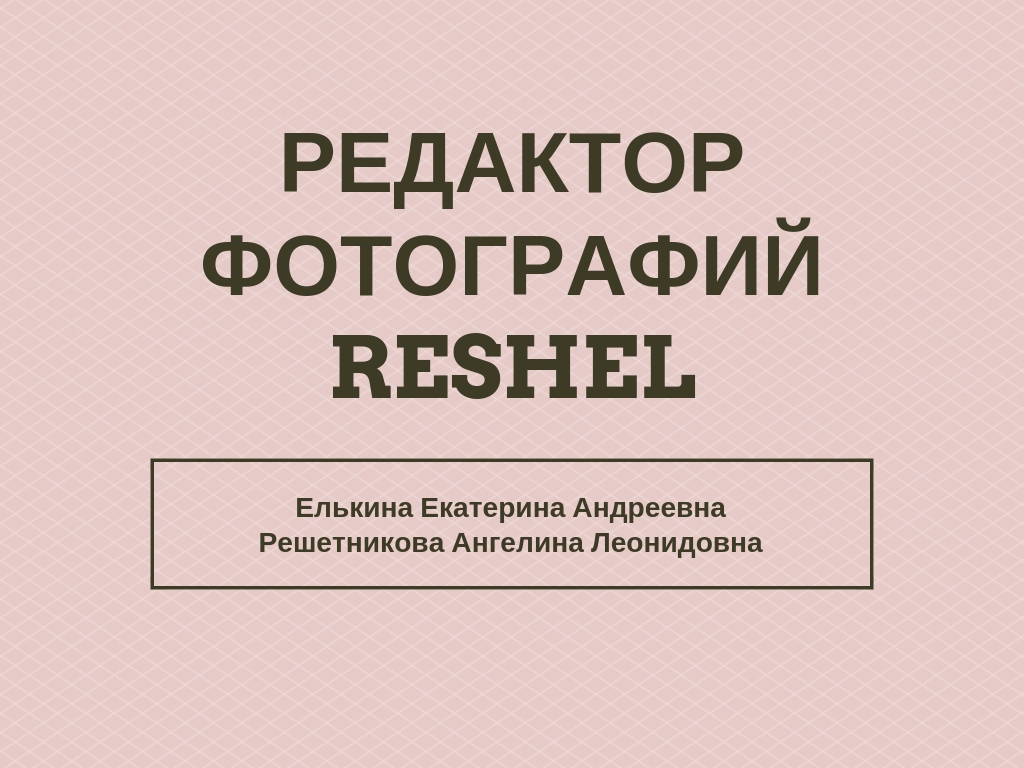 РЕДАКТОР
ФОТОГРАФИЙ
RESHEL
Елькина Екатерина Андреевна
Решетникова Ангелина Леонидовна